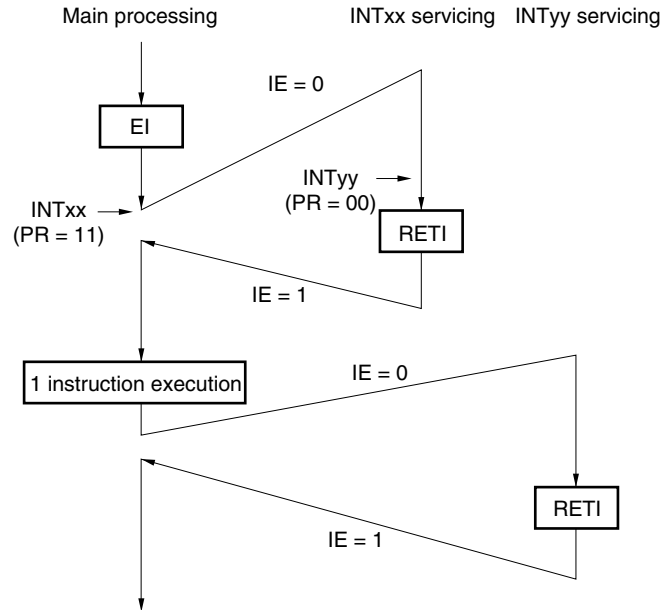 Main processing
INTxx servicing
INTyy servicing
IE = 0
EI
INTyy
(PR = 00)
INTxx
(PR = 11)
RETI
IE = 1
1 instruction execution
IE = 0
RETI
IE = 1